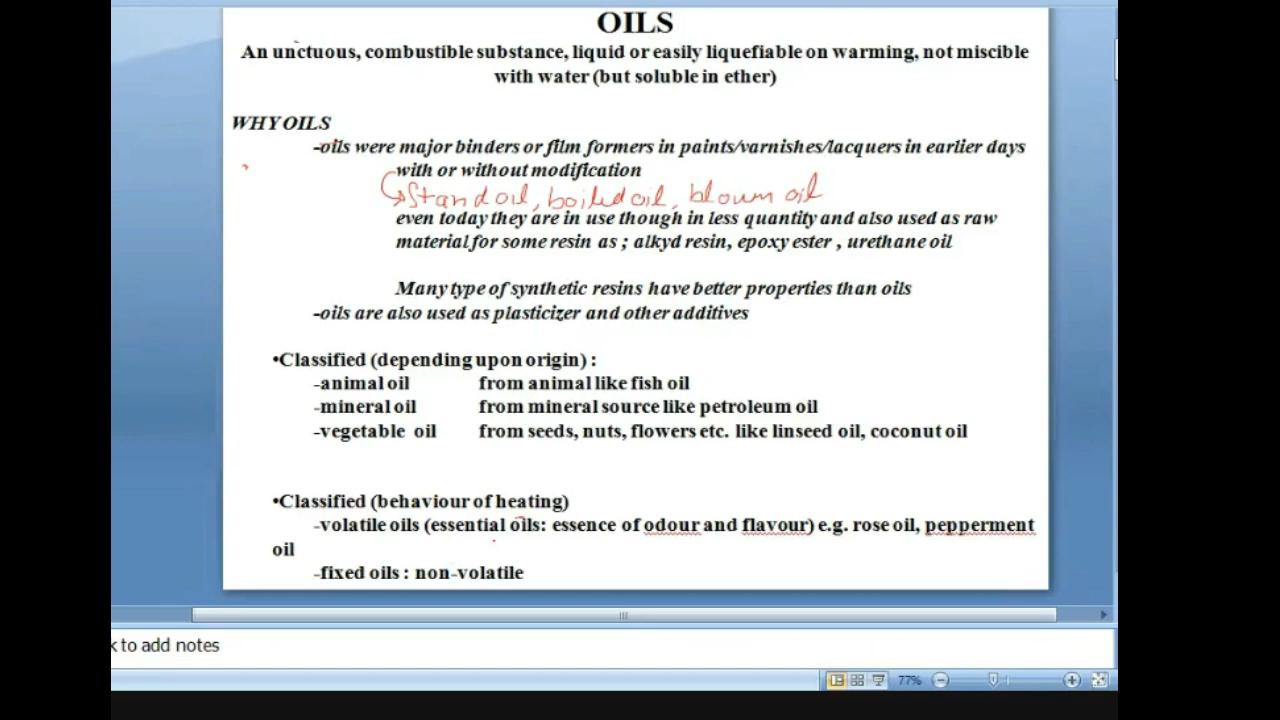 OILS
An unctuous, combustible substance, liquid or easily liquefiable on warming, not miscible
with water (but soluble in ether)
WHY OILS
-oils were major binders or film formers in paints/varnishes/lacquers in earlier days
with or without modification
Stand oil, boiled oil, blown oil
even today they are in use though in less quantity and also used as raw
material for some resin as ; alkyd resin, epoxy ester , urethane oil
Many type of synthetic resins have better properties than oils
-oils are also used as plasticizer and other additives
•Classified (depending upon origin) :
-animal oil from animal like fish oil
-mineral oil from mineral source like petroleum oil
-vegetable oil from seeds, nuts, flowers etc. like linseed oil, coconut oil
•Classified (behaviour of heating)
-volatile oils (essential oils: essence of odour and flavour) e.g. rose oil, pepperment
oil
-fixed oils : non-volatile
k to add notes
77%